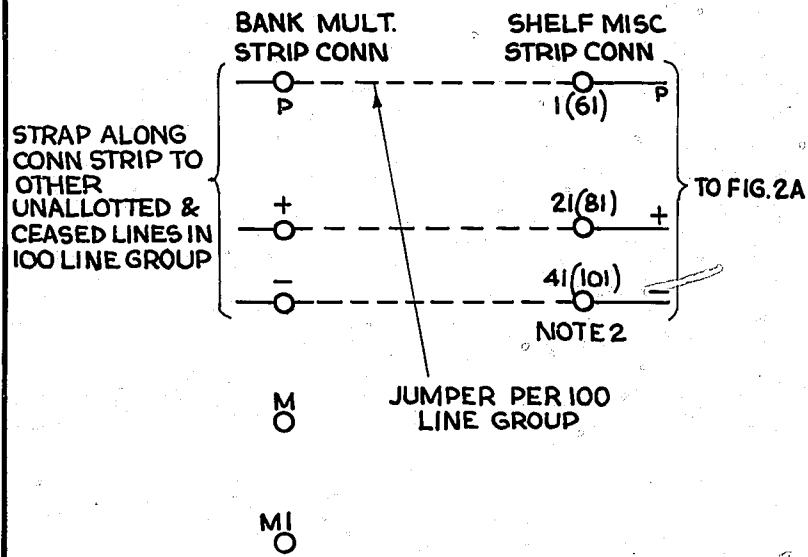 BANK MULT.
STRIP CONN
SHELF MISC
STRIP CONN
P
1(61)
P
STRAP ALONG
CONN STRIP TO
OTHER
UNALLOTTED &
CEASED LINES IN
100 LINE GROUP
+
21(81)
+
TO FIG. 2A
-
41(101)
-
NOTE 2
JUMPER PER 100
LINE GROUP
M
MI